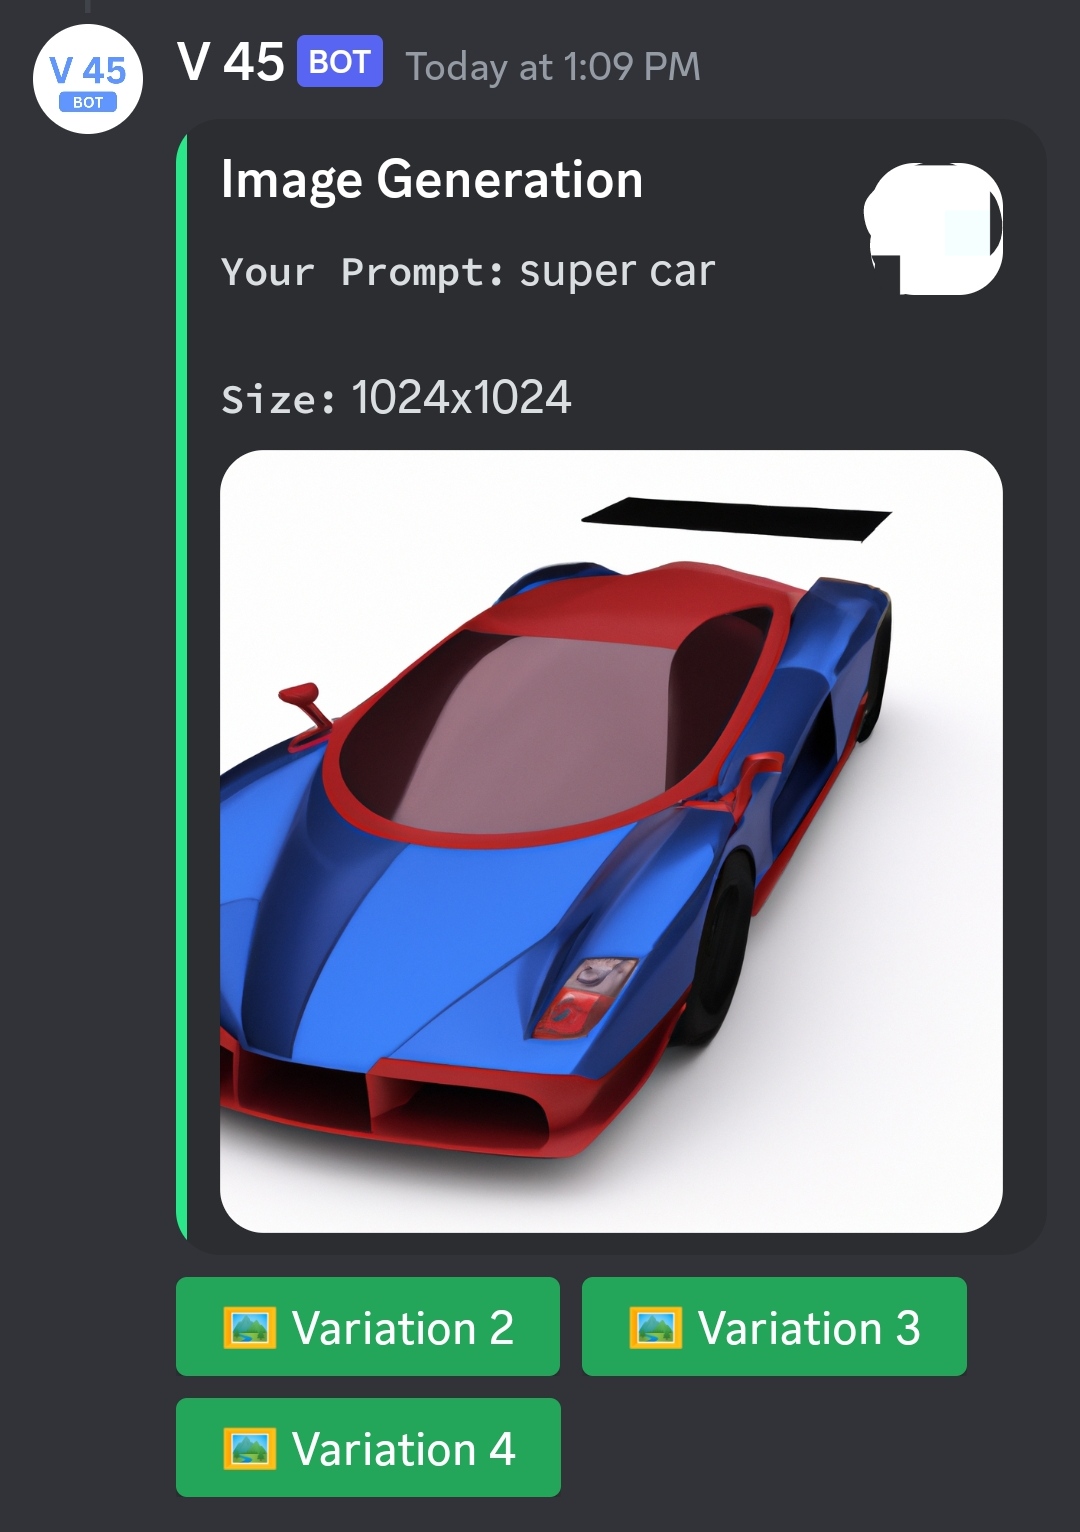 V 45
BOT
V 45 BOT Today at 1:09 PM
Image Generation
Your Prompt: super car
Size: 1024x1024
Variation 2
Variation 3
Variation 4